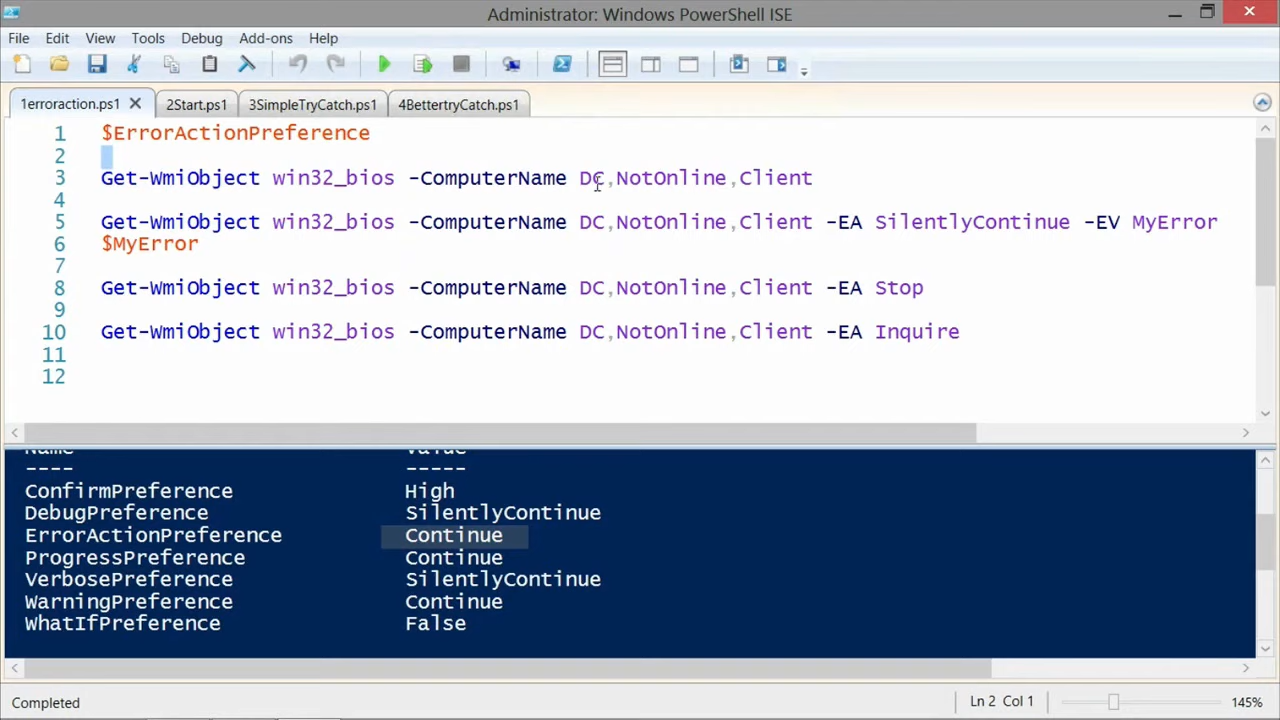 Administrator: Windows PowerShell ISE
File Edit View Tools Debug Add-ons Help
1erroraction.ps1 2Start.ps1 3SimpleTryCatch.ps1 4BettertryCatch.ps1
1 $ErrorActionPreference
2
3 Get-WmiObject win32_bios -ComputerName DC,NotOnline,Client
4
5 Get-WmiObject win32_bios -ComputerName DC,NotOnline,Client -EA SilentlyContinue -EV MyError
6 $MyError
7
8 Get-WmiObject win32_bios -ComputerName DC,NotOnline,Client -EA Stop
9
10 Get-WmiObject win32_bios -ComputerName DC,NotOnline,Client -EA Inquire
11
12
Name Value
---- -----
ConfirmPreference High
DebugPreference SilentlyContinue
ErrorActionPreference Continue
ProgressPreference Continue
VerbosePreference SilentlyContinue
WarningPreference Continue
WhatIfPreference False
Completed Ln 2 Col 1 145%